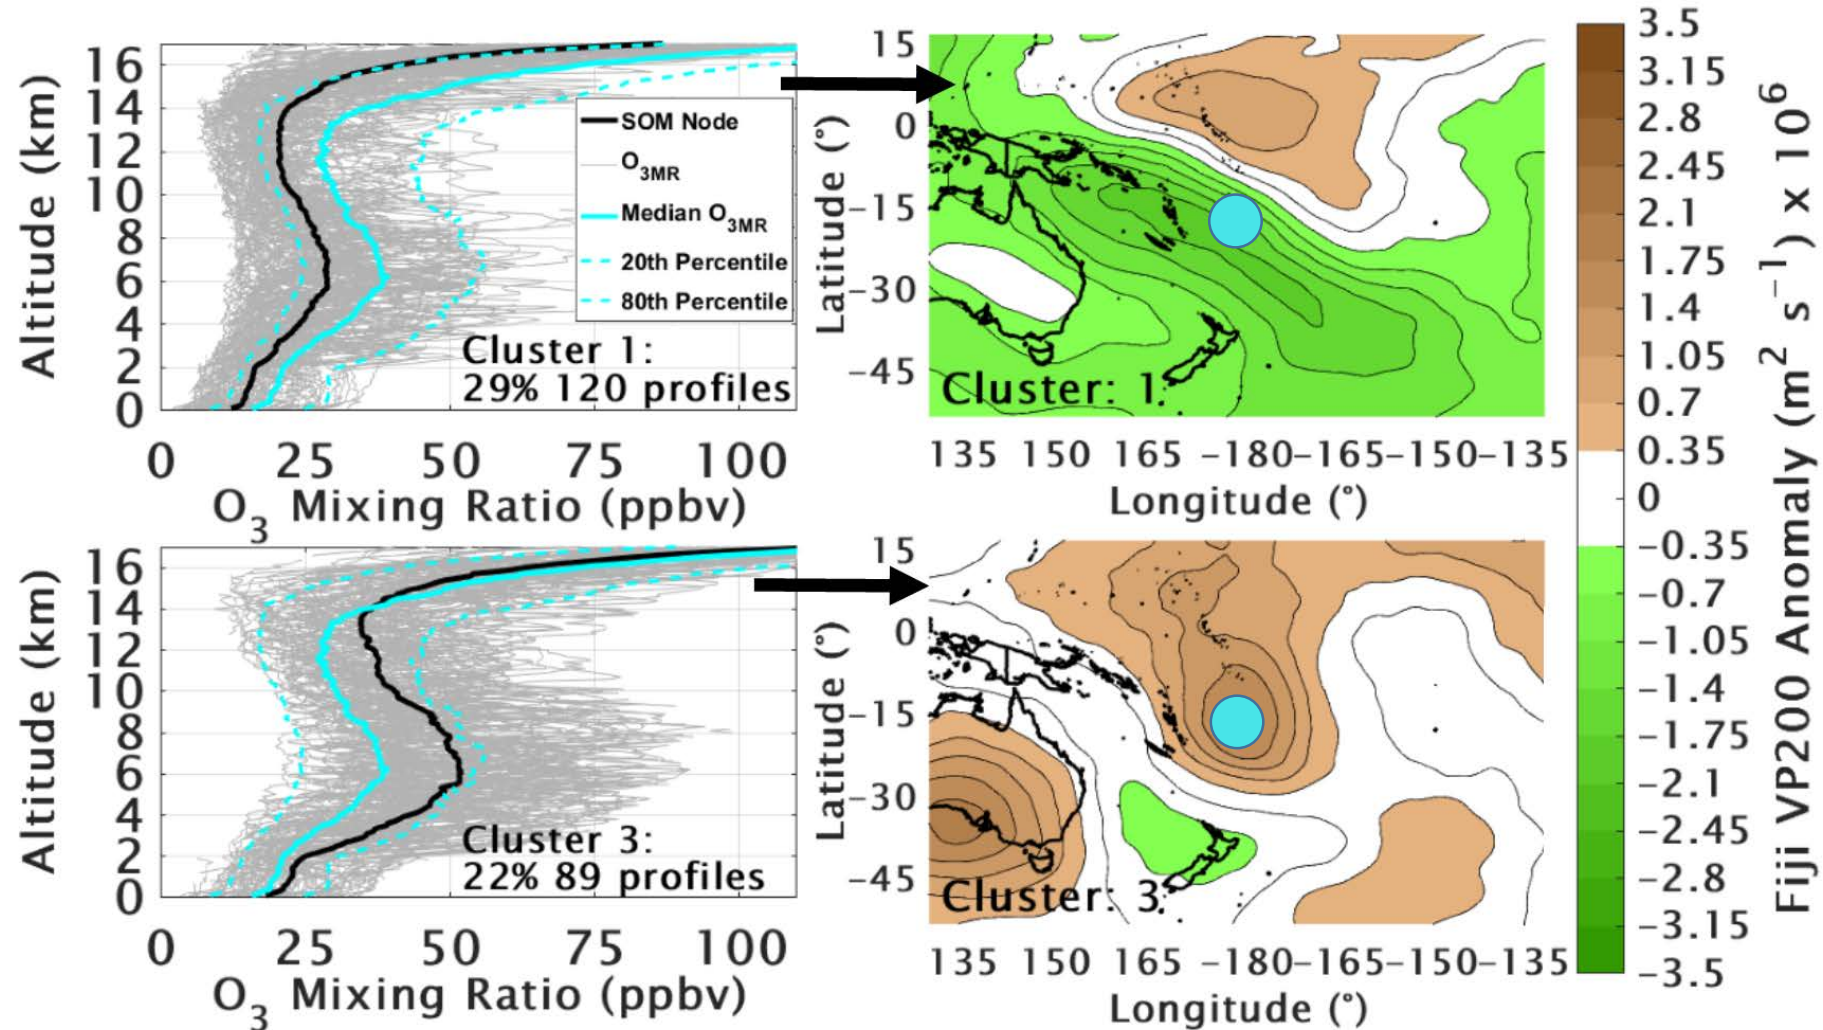 16
14
12
10
8
6
4
2
0
Altitude (km)
SOM Node
O3MR
Median O3MR
20th Percentile
80th Percentile
Cluster 1:
29% 120 profiles
0 25 50 75 100
O3 Mixing Ratio (ppbv)
15
0
-15
-30
-45
Latitude (°)
Cluster: 1
135 150 165 -180 -165 -150 -135
Longitude (°)
16
14
12
10
8
6
4
2
0
Altitude (km)
Cluster 3:
22% 89 profiles
0 25 50 75 100
O3 Mixing Ratio (ppbv)
15
0
-15
-30
-45
Latitude (°)
Cluster: 3
135 150 165 -180 -165 -150 -135
Longitude (°)
3.5
3.15
2.8
2.45
2.1
1.75
1.4
1.05
0.7
0.35
0
-0.35
-0.7
-1.05
-1.4
-1.75
-2.1
-2.45
-2.8
-3.15
-3.5
Fiji VP200 Anomaly (m² s⁻¹) x 10⁶